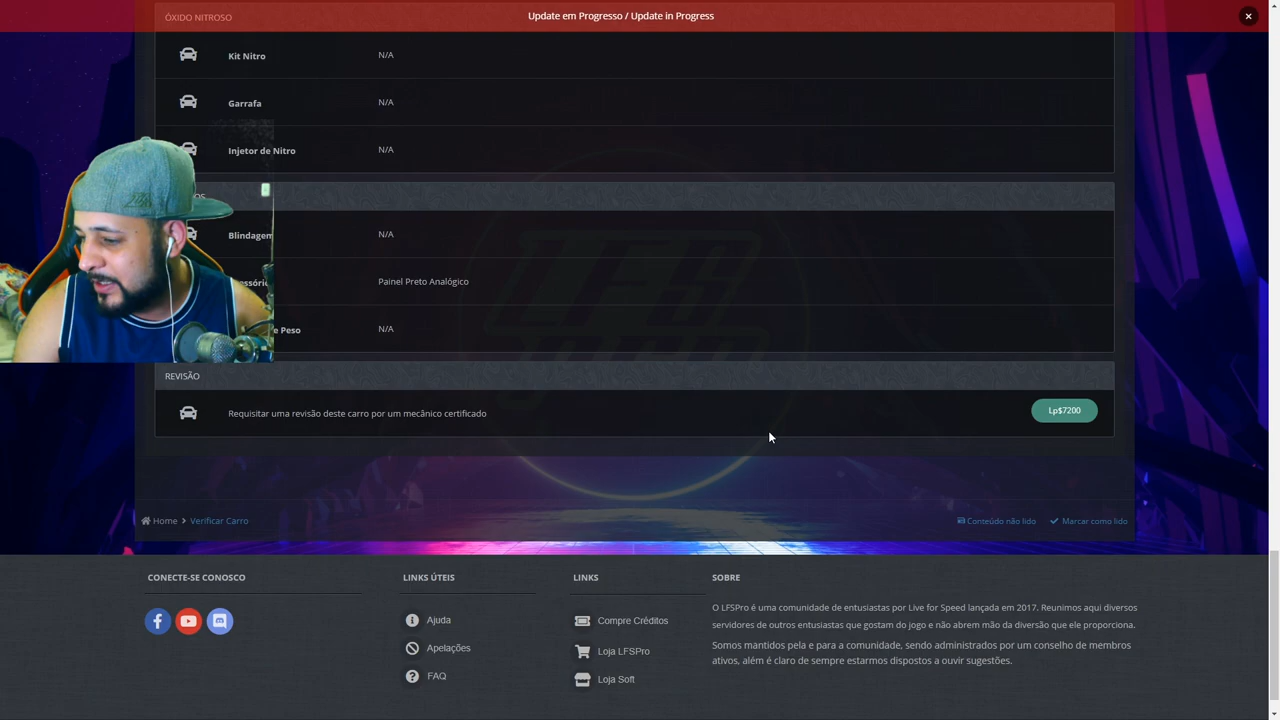 Update em Progresso / Update in Progress
ÓXIDO NITROSO
Kit Nitro N/A
Garrafa N/A
Injetor de Nitro N/A
Blindagem N/A
Painel Preto Analógico
e Peso N/A
REVISÃO
Requisitar uma revisão deste carro por um mecânico certificado Lp$7200
Home > Verificar Carro Conteúdo não lido Marcar como lido
CONECTE-SE CONOSCO LINKS ÚTEIS LINKS SOBRE
Ajuda Compre Créditos O LFSPro é uma comunidade de entusiastas por Live for Speed lançada em 2017. Reunimos aqui diversos
servidores de outros entusiastas que gostam do jogo e não abrem mão da diversão que ele proporciona.
Apelações Loja LFSPro Somos mantidos pela e para a comunidade, sendo administrados por um conselho de membros
ativos, além é claro de sempre estarmos dispostos a ouvir sugestões.
FAQ Loja Soft